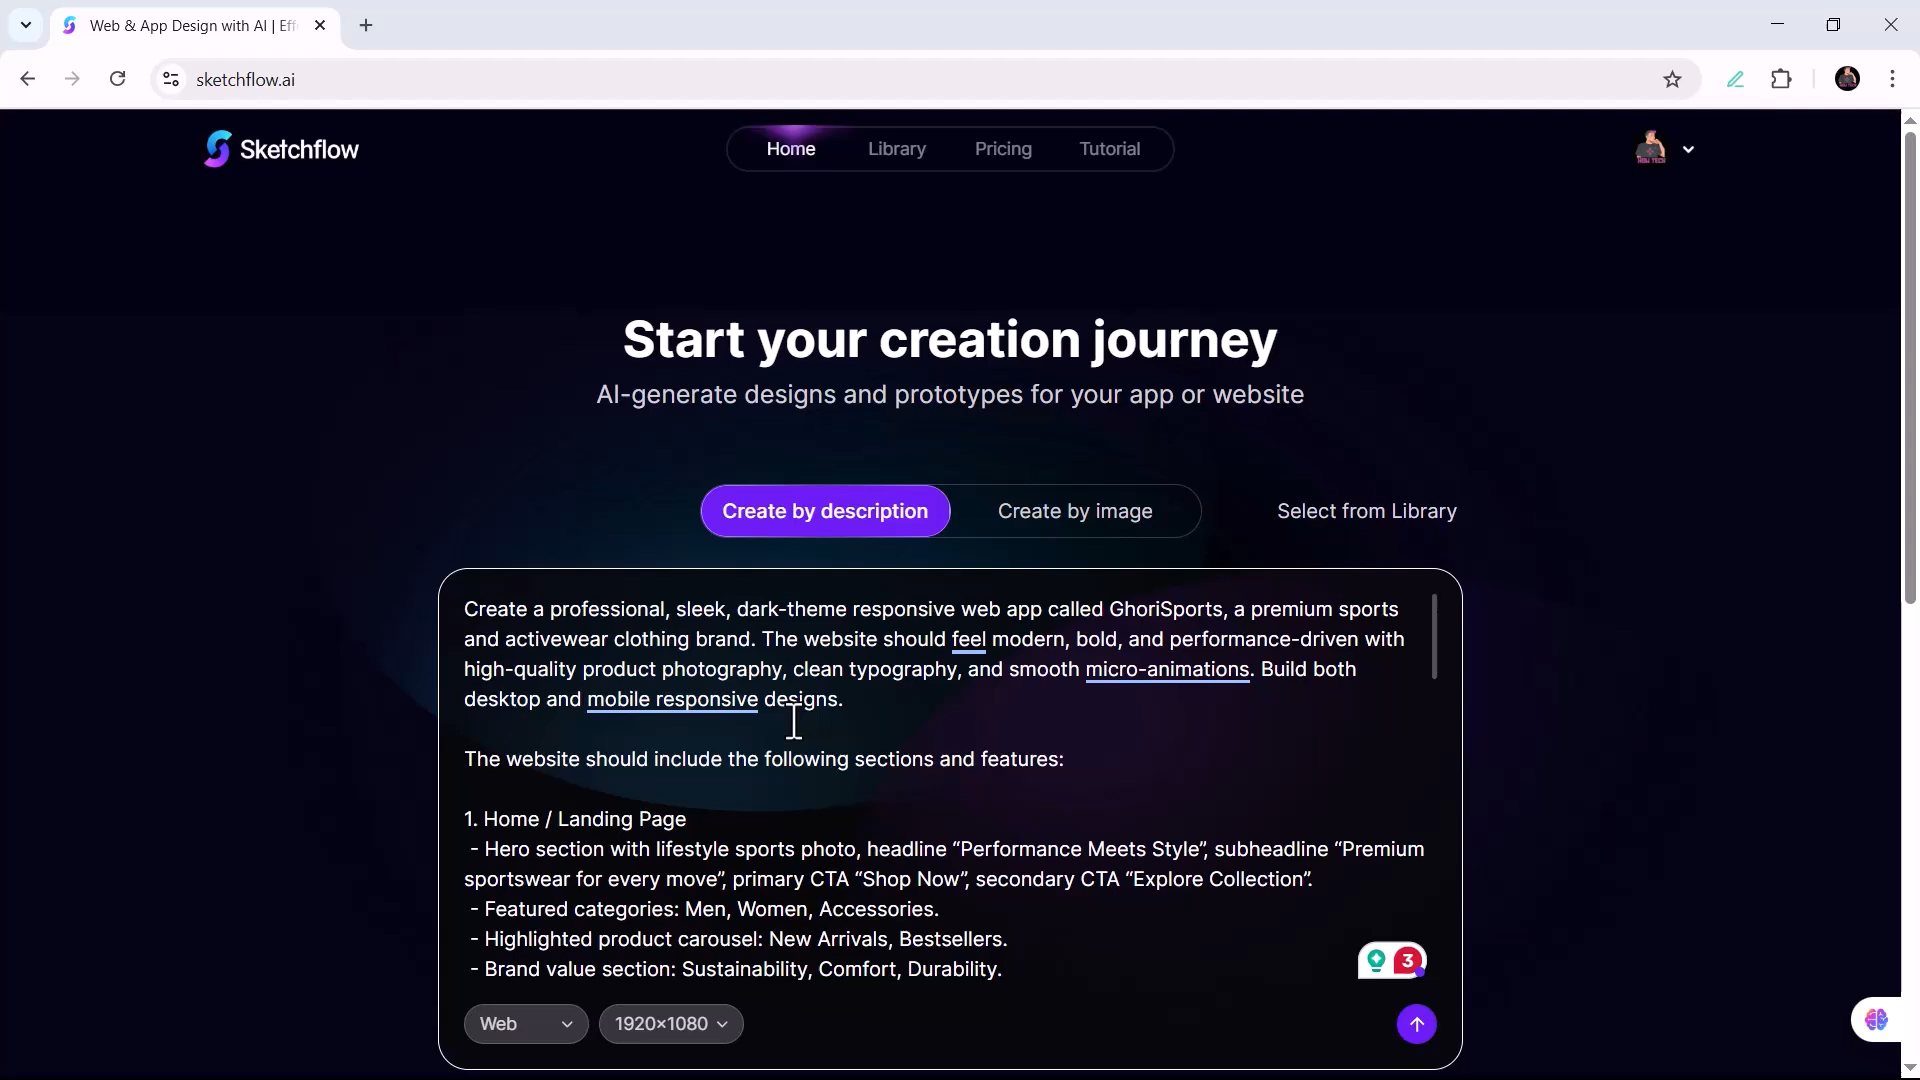 Web & App Design with AI | Eff
sketchflow.ai
Sketchflow
Home
Library
Pricing
Tutorial
Start your creation journey
AI-generate designs and prototypes for your app or website
Create by description
Create by image
Select from Library
Create a professional, sleek, dark-theme responsive web app called GhoriSports, a premium sports
and activewear clothing brand. The website should feel modern, bold, and performance-driven with
high-quality product photography, clean typography, and smooth micro-animations. Build both
desktop and mobile responsive designs.
The website should include the following sections and features:
1. Home / Landing Page
- Hero section with lifestyle sports photo, headline “Performance Meets Style”, subheadline “Premium
sportswear for every move”, primary CTA “Shop Now”, secondary CTA “Explore Collection”.
- Featured categories: Men, Women, Accessories.
- Highlighted product carousel: New Arrivals, Bestsellers.
- Brand value section: Sustainability, Comfort, Durability.
3
Web
1920×1080